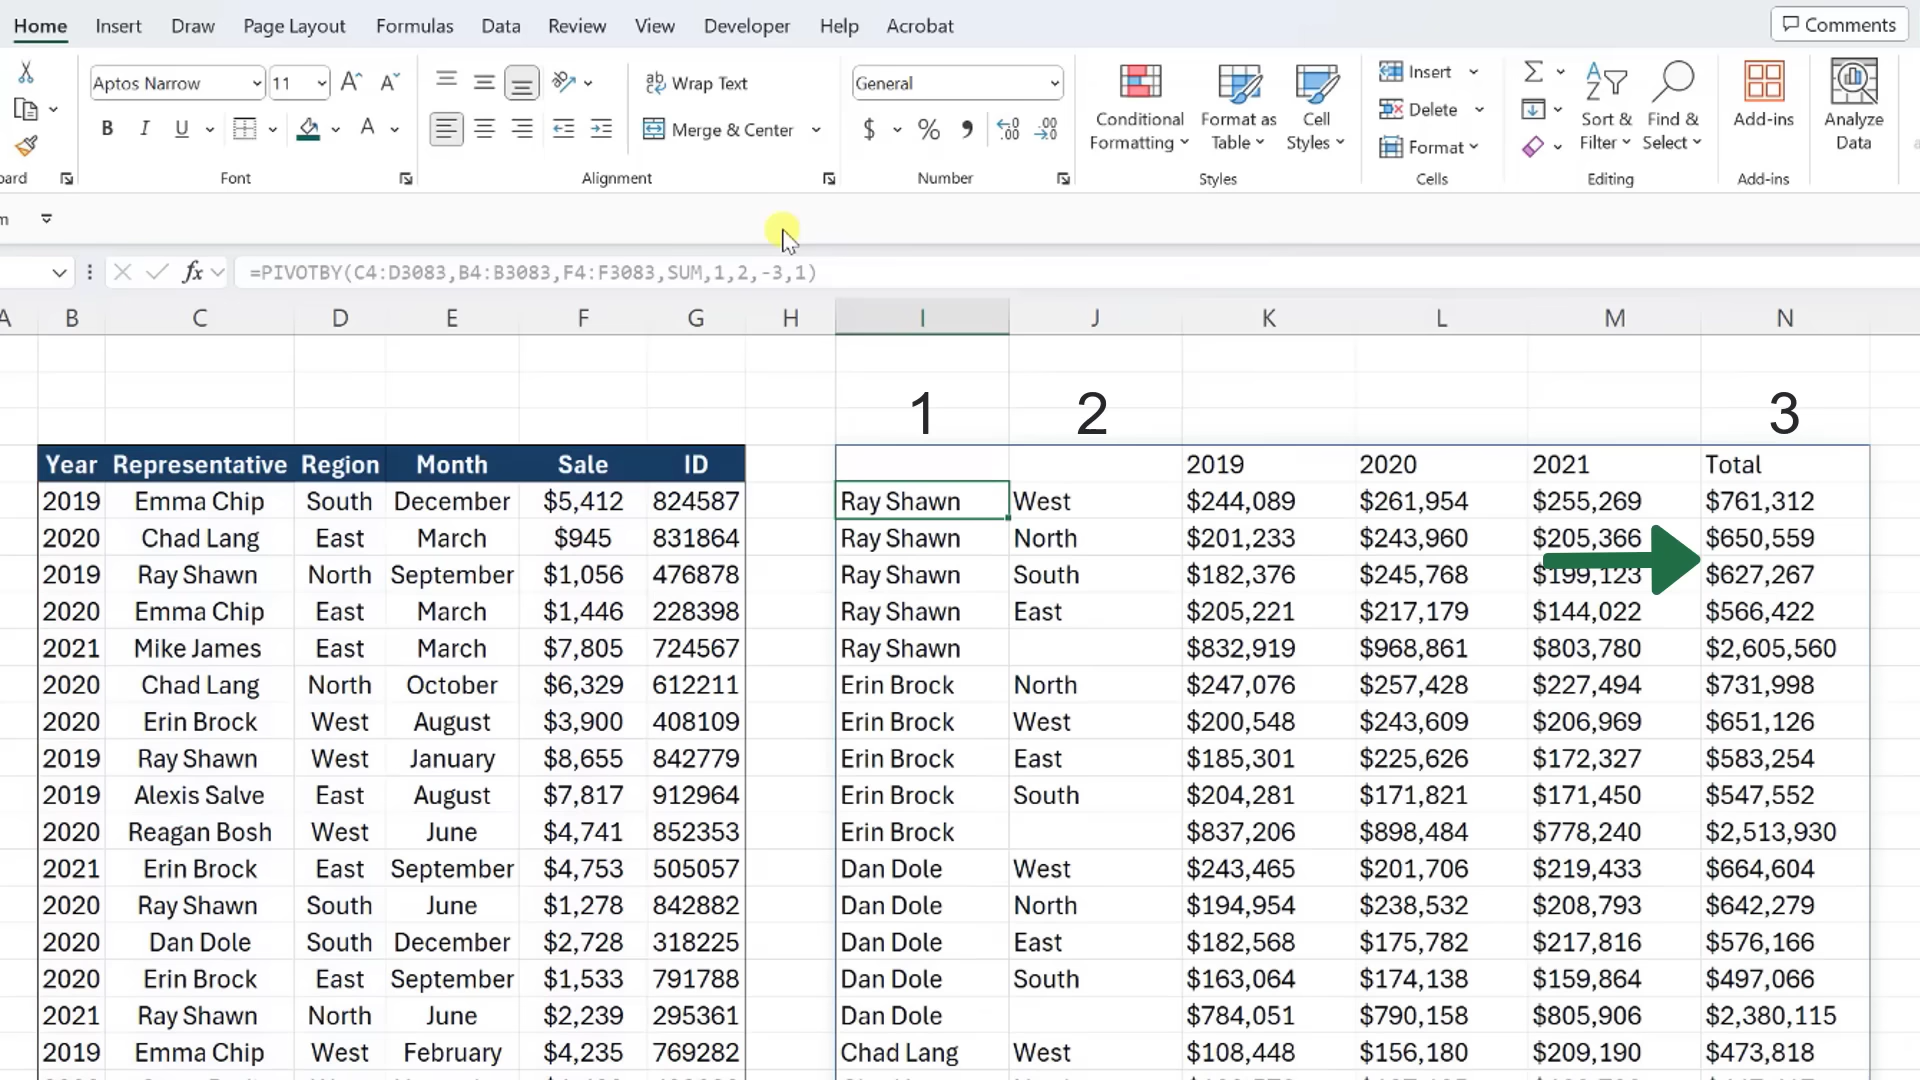 Home Insert Draw Page Layout Formulas Data Review View Developer Help Acrobat Comments
Aptos Narrow 11 A A Wrap Text General Insert
B I U A Merge & Center $ % Conditional Formatting Format as Table Cell Styles Delete Sort & Filter Find & Select Add-ins Analyze Data
Format
Font Alignment Number Styles Cells Editing Add-ins
fx =PIVOTBY(C4:D3083,B4:B3083,F4:F3083,SUM,1,2,-3,1)
A B C D E F G H I J K L M N
1 2 3
Year Representative Region Month Sale ID 2019 2020 2021 Total
2019 Emma Chip South December $5,412 824587 Ray Shawn West $244,089 $261,954 $255,269 $761,312
2020 Chad Lang East March $945 831864 Ray Shawn North $201,233 $243,960 $205,366 $650,559
2019 Ray Shawn North September $1,056 476878 Ray Shawn South $182,376 $245,768 $199,123 $627,267
2020 Emma Chip East March $1,446 228398 Ray Shawn East $205,221 $217,179 $144,022 $566,422
2021 Mike James East March $7,805 724567 Ray Shawn $832,919 $968,861 $803,780 $2,605,560
2020 Chad Lang North October $6,329 612211 Erin Brock North $247,076 $257,428 $227,494 $731,998
2020 Erin Brock West August $3,900 408109 Erin Brock West $200,548 $243,609 $206,969 $651,126
2019 Ray Shawn West January $8,655 842779 Erin Brock East $185,301 $225,626 $172,327 $583,254
2019 Alexis Salve East August $7,817 912964 Erin Brock South $204,281 $171,821 $171,450 $547,552
2020 Reagan Bosh West June $4,741 852353 Erin Brock $837,206 $898,484 $778,240 $2,513,930
2021 Erin Brock East September $4,753 505057 Dan Dole West $243,465 $201,706 $219,433 $664,604
2020 Ray Shawn South June $1,278 842882 Dan Dole North $194,954 $238,532 $208,793 $642,279
2020 Dan Dole South December $2,728 318225 Dan Dole East $182,568 $175,782 $217,816 $576,166
2020 Erin Brock East September $1,533 791788 Dan Dole South $163,064 $174,138 $159,864 $497,066
2021 Ray Shawn North June $2,239 295361 Dan Dole $784,051 $790,158 $805,906 $2,380,115
2019 Emma Chip West February $4,235 769282 Chad Lang West $108,448 $156,180 $209,190 $473,818